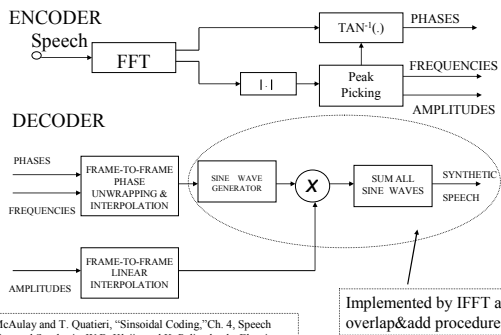 ENCODER
Speech
FFT
TAN-1(.)
PHASES
| . |
Peak
Picking
FREQUENCIES
AMPLITUDES
DECODER
PHASES
FREQUENCIES
FRAME-TO-FRAME
PHASE
UNWRAPPING &
INTERPOLATION
SINE WAVE
GENERATOR
X
SUM ALL
SINE WAVES
SYNTHETIC
SPEECH
AMPLITUDES
FRAME-TO-FRAME
LINEAR
INTERPOLATION
Implemented by IFFT a
overlap&add procedure
McAulay and T. Quatieri, “Sinsoidal Coding,”Ch. 4, Speech